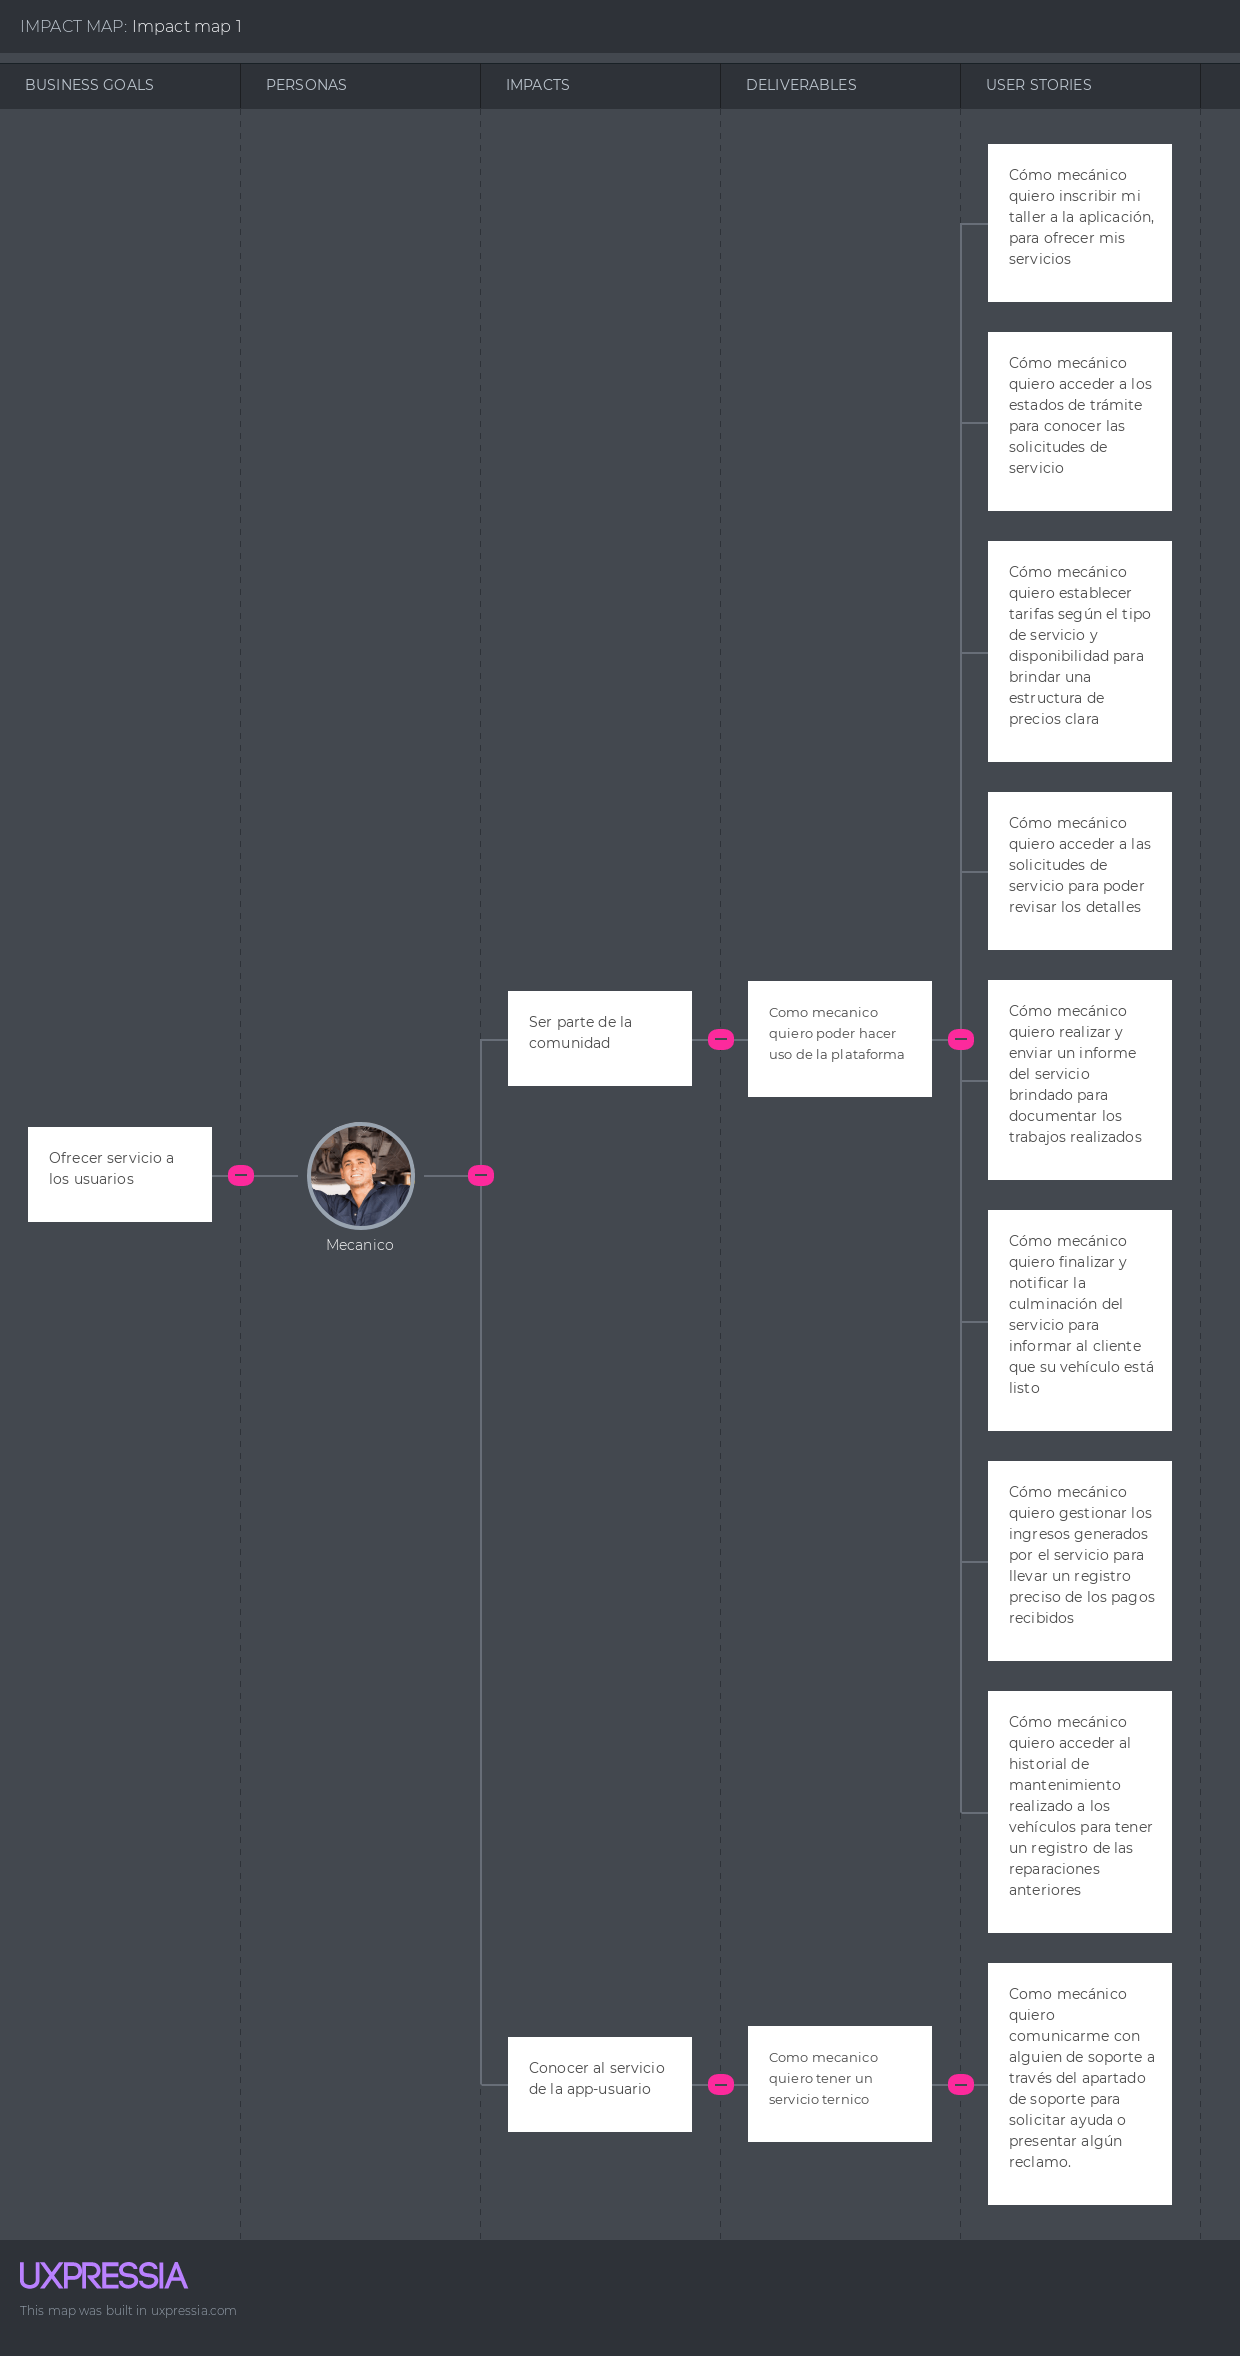 IMPACT MAP: Impact map 1
BUSINESS GOALS
PERSONAS
IMPACTS
DELIVERABLES
USER STORIES
Ofrecer servicio a
los usuarios
Mecanico
Ser parte de la
comunidad
Como mecanico
quiero poder hacer
uso de la plataforma
Cómo mecánico
quiero inscribir mi
taller a la aplicación,
para ofrecer mis
servicios
Cómo mecánico
quiero acceder a los
estados de trámite
para conocer las
solicitudes de
servicio
Cómo mecánico
quiero establecer
tarifas según el tipo
de servicio y
disponibilidad para
brindar una
estructura de
precios clara
Cómo mecánico
quiero acceder a las
solicitudes de
servicio para poder
revisar los detalles
Cómo mecánico
quiero realizar y
enviar un informe
del servicio
brindado para
documentar los
trabajos realizados
Cómo mecánico
quiero finalizar y
notificar la
culminación del
servicio para
informar al cliente
que su vehículo está
listo
Cómo mecánico
quiero gestionar los
ingresos generados
por el servicio para
llevar un registro
preciso de los pagos
recibidos
Cómo mecánico
quiero acceder al
historial de
mantenimiento
realizado a los
vehículos para tener
un registro de las
reparaciones
anteriores
Conocer al servicio
de la app-usuario
Como mecanico
quiero tener un
servicio ternico
Como mecánico
quiero
comunicarme con
alguien de soporte a
través del apartado
de soporte para
solicitar ayuda o
presentar algún
reclamo.
UXPRESSIA
This map was built in uxpressia.com